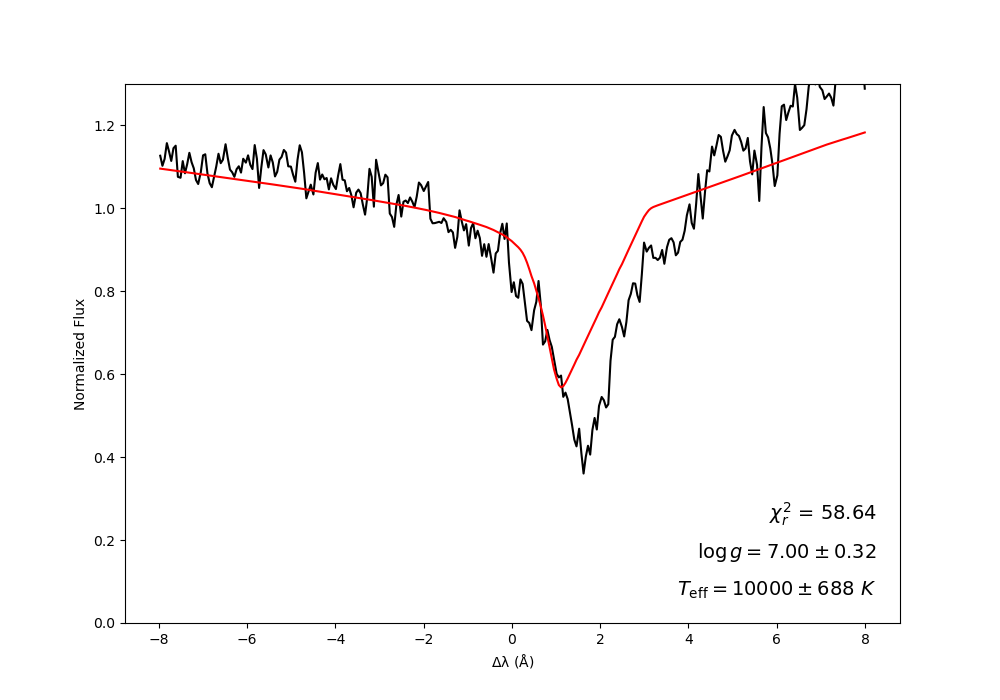 1.2
1.0
0.8
0.6
0.4
0.2
0.0
Normalized Flux
χ²ᵣ = 58.64
log g = 7.00 ± 0.32
T_eff = 10000 ± 688 K
−8 −6 −4 −2 0 2 4 6 8
Δλ (Å)